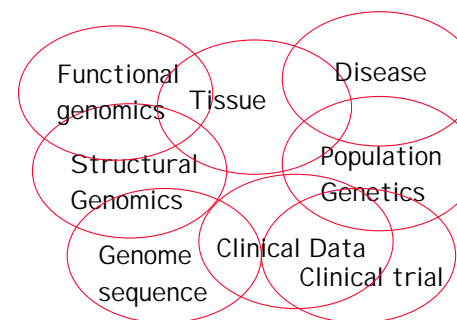 Functional
genomics
Tissue
Disease
Structural
Genomics
Population
Genetics
Genome
sequence
Clinical Data
Clinical trial